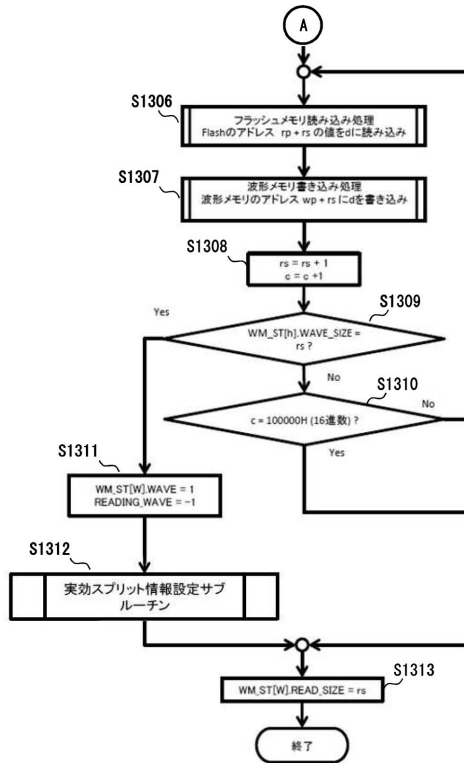 A
S1306
フラッシュメモリ読み込み処理
Flashのアドレス rp + rs の値をdに読み込み
S1307
波形メモリ書き込み処理
波形メモリのアドレス wp + rs にdを書き込み
S1308
rs = rs + 1
c = c +1
S1309
Yes
WM_ST[h].WAVE_SIZE =
rs ?
No
S1310
c = 100000H (16進数) ?
No
Yes
S1311
WM_ST[W].WAVE = 1
READING_WAVE = -1
S1312
実効スプリット情報設定サブ
ルーチン
S1313
WM_ST[W].READ_SIZE = rs
終了